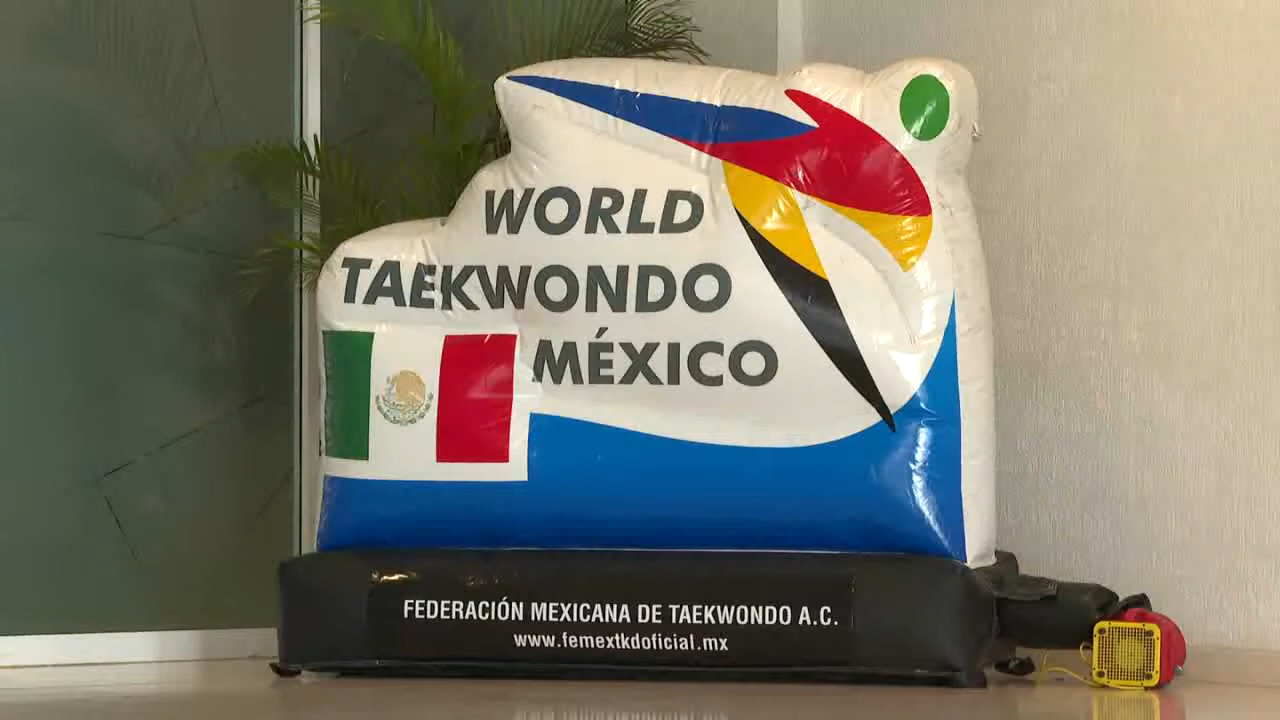 WORLD
TAEKWONDO
MÉXICO
FEDERACIÓN MEXICANA DE TAEKWONDO A.C.
www.femextkdoficial.mx